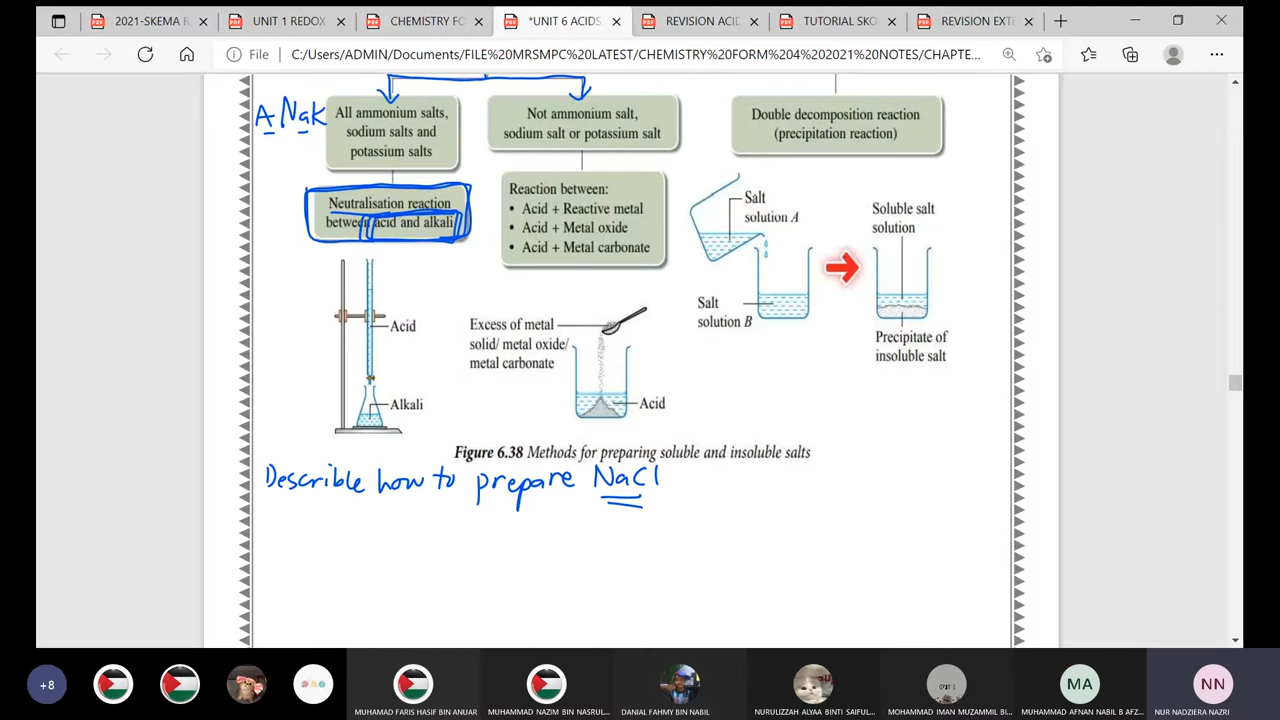 2021-SKEMA R
UNIT 1 REDOX
CHEMISTRY FO
*UNIT 6 ACIDS
REVISION ACID
TUTORIAL SKO
REVISION EXT
File
C:/Users/ADMIN/Documents/FILE%20MRSMPC%20LATEST/CHEMISTRY%20FORM%204%202021%20NOTES/CHAPTE...
A Na K
All ammonium salts,
sodium salts and
potassium salts
Not ammonium salt,
sodium salt or potassium salt
Double decomposition reaction
(precipitation reaction)
Neutralisation reaction
between acid and alkali
Reaction between:
• Acid + Reactive metal
• Acid + Metal oxide
• Acid + Metal carbonate
Salt
solution A
Soluble salt
solution
Salt
solution B
Precipitate of
insoluble salt
Acid
Alkali
Excess of metal
solid/ metal oxide/
metal carbonate
Acid
Figure 6.38 Methods for preparing soluble and insoluble salts
Describle how to prepare NaCl
+8
MUHAMAD FARIS HASIF BIN ANUAR
MUHAMMAD NAZIM BIN NASRUL...
DANIAL FAHMY BIN NABIL
NURULIZZAH ALYAA BINTI SAIFUL...
MOHAMMAD IMAN MUZAMMIL BI...
MA
MUHAMMAD AFNAN NABIL B AFZ...
NN
NUR NADZIERA NAZRI